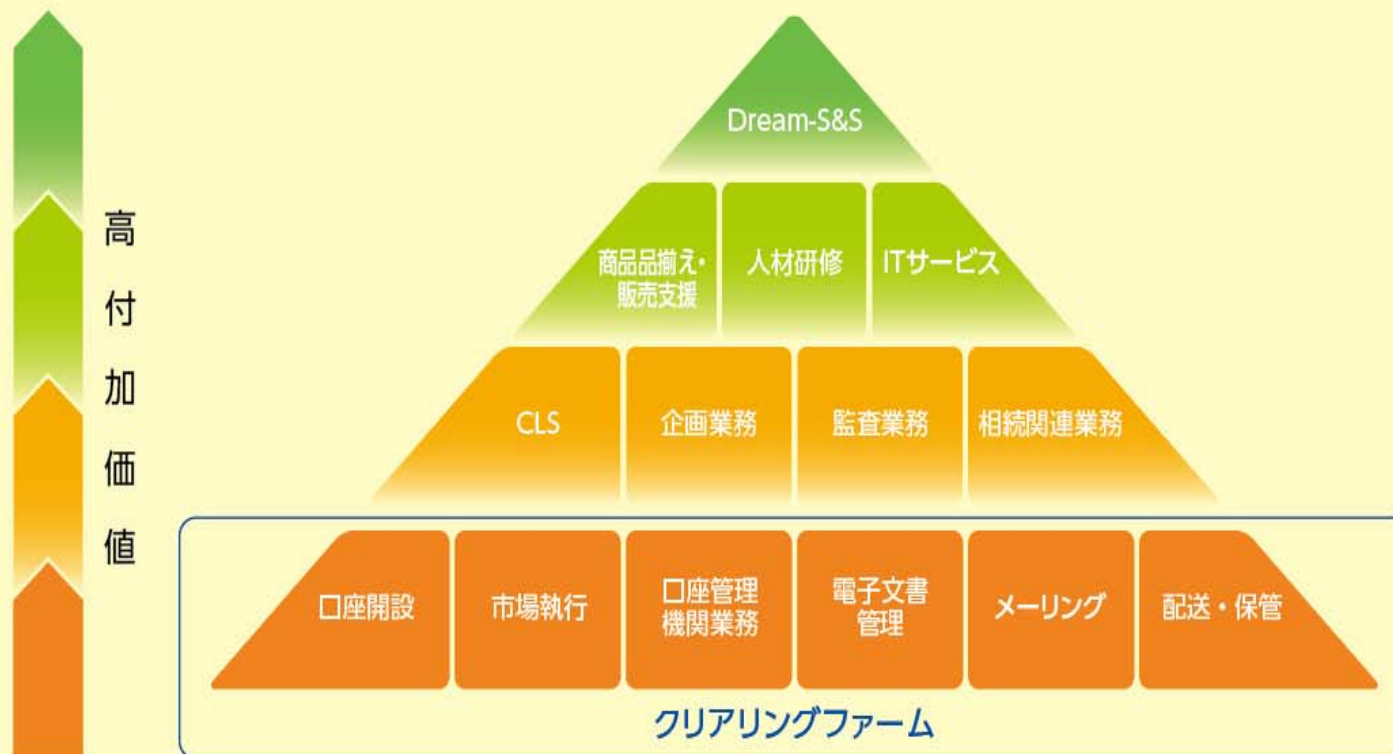 Dream-S&S
高付加価値
商品品揃え・
販売支援
人材研修
ITサービス
CLS
企画業務
監査業務
相続関連業務
口座開設
市場執行
口座管理
機関業務
電子文書
管理
メーリング
配送・保管
クリアリングファーム